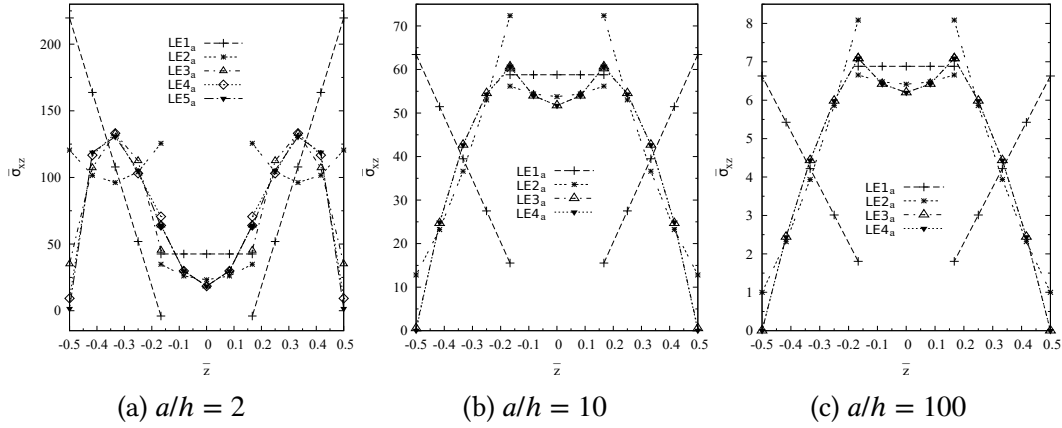 200
150
100
50
0
σ̄xz
LE1a
LE2a
LE3a
LE4a
LE5a
-0.5 -0.4 -0.3 -0.2 -0.1 0 0.1 0.2 0.3 0.4 0.5
z̄
(a) a/h = 2
70
60
50
40
30
20
10
0
σ̄xz
LE1a
LE2a
LE3a
LE4a
-0.5 -0.4 -0.3 -0.2 -0.1 0 0.1 0.2 0.3 0.4 0.5
z̄
(b) a/h = 10
8
7
6
5
4
3
2
1
0
σ̄xz
LE1a
LE2a
LE3a
LE4a
-0.5 -0.4 -0.3 -0.2 -0.1 0 0.1 0.2 0.3 0.4 0.5
z̄
(c) a/h = 100